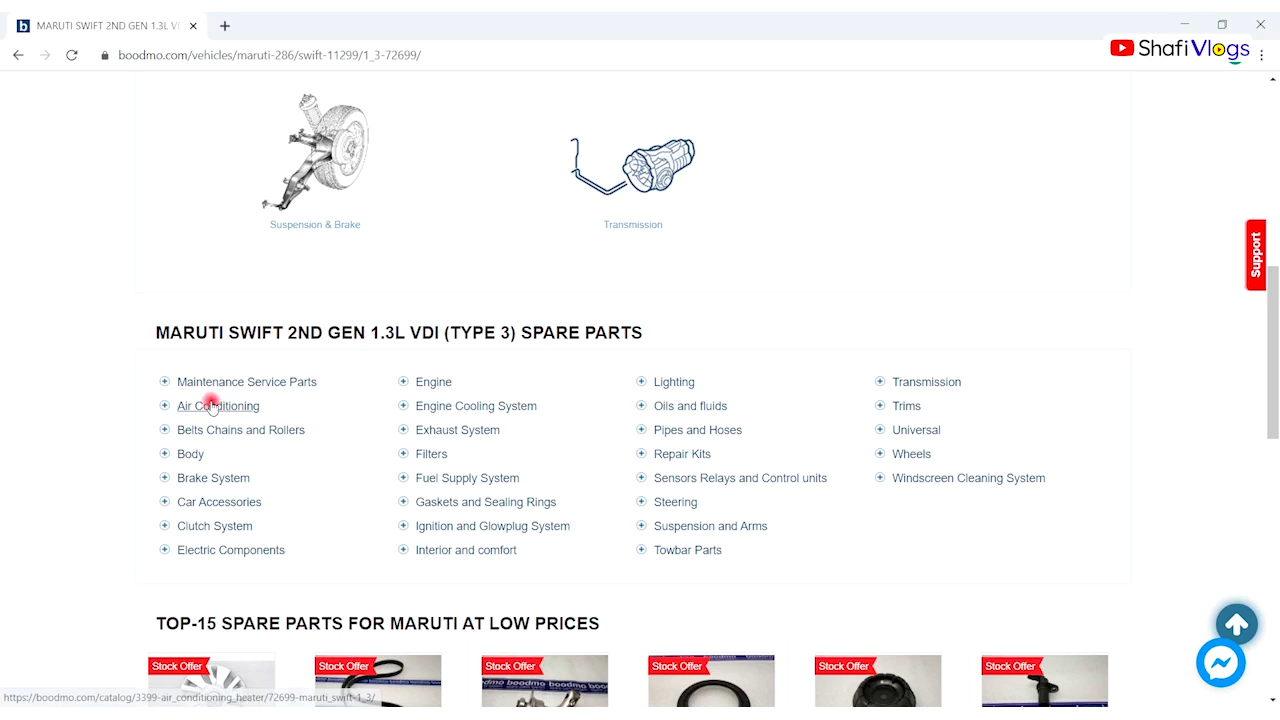 b MARUTI SWIFT 2ND GEN 1.3L V
boodmo.com/vehicles/maruti-286/swift-11299/1_3-72699/
Shafi Vlogs
Suspension & Brake
Transmission
Support
MARUTI SWIFT 2ND GEN 1.3L VDI (TYPE 3) SPARE PARTS
Maintenance Service Parts
Air Conditioning
Belts Chains and Rollers
Body
Brake System
Car Accessories
Clutch System
Electric Components
Engine
Engine Cooling System
Exhaust System
Filters
Fuel Supply System
Gaskets and Sealing Rings
Ignition and Glowplug System
Interior and comfort
Lighting
Oils and fluids
Pipes and Hoses
Repair Kits
Sensors Relays and Control units
Steering
Suspension and Arms
Towbar Parts
Transmission
Trims
Universal
Wheels
Windscreen Cleaning System
TOP-15 SPARE PARTS FOR MARUTI AT LOW PRICES
Stock Offer
Stock Offer
Stock Offer
Stock Offer
Stock Offer
Stock Offer
https://boodmo.com/catalog/3399-air_conditioning_heater/72699-maruti_swift-1_3/